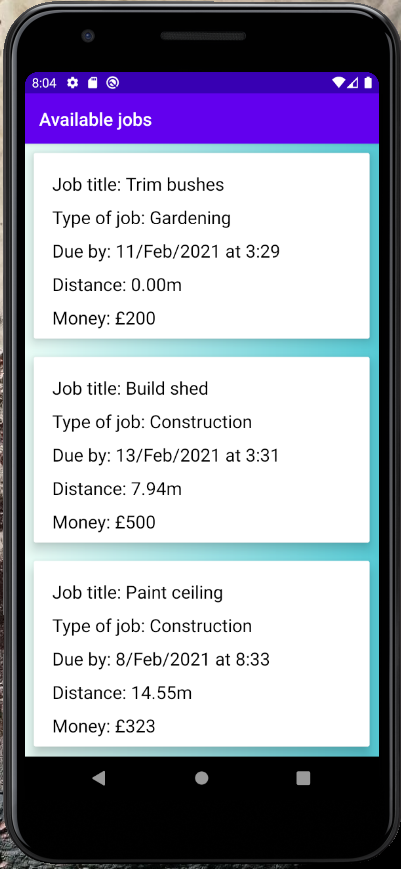 8:04
Available jobs
Job title: Trim bushes
Type of job: Gardening
Due by: 11/Feb/2021 at 3:29
Distance: 0.00m
Money: £200
Job title: Build shed
Type of job: Construction
Due by: 13/Feb/2021 at 3:31
Distance: 7.94m
Money: £500
Job title: Paint ceiling
Type of job: Construction
Due by: 8/Feb/2021 at 8:33
Distance: 14.55m
Money: £323